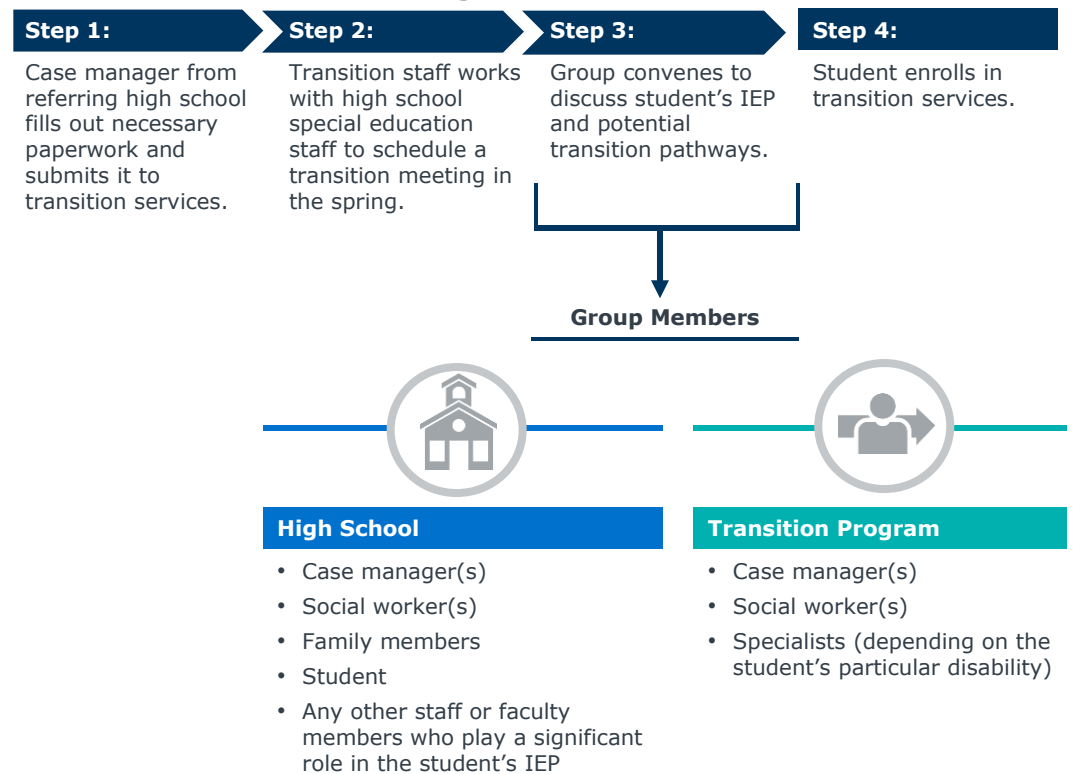 Step 1:
Case manager from
referring high school
fills out necessary
paperwork and
submits it to
transition services.
Step 2:
Transition staff works
with high school
special education
staff to schedule a
transition meeting in
the spring.
Step 3:
Group convenes to
discuss student's IEP
and potential
transition pathways.
Step 4:
Student enrolls in
transition services.
Group Members
High School
• Case manager(s)
• Social worker(s)
• Family members
• Student
• Any other staff or faculty
members who play a significant
role in the student's IEP
Transition Program
• Case manager(s)
• Social worker(s)
• Specialists (depending on the
student's particular disability)